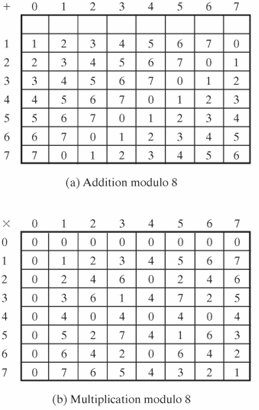 + 0 1 2 3 4 5 6 7
1 1 2 3 4 5 6 7 0
2 2 3 4 5 6 7 0 1
3 3 4 5 6 7 0 1 2
4 4 5 6 7 0 1 2 3
5 5 6 7 0 1 2 3 4
6 6 7 0 1 2 3 4 5
7 7 0 1 2 3 4 5 6
(a) Addition modulo 8
× 0 1 2 3 4 5 6 7
0 0 0 0 0 0 0 0 0
1 0 1 2 3 4 5 6 7
2 0 2 4 6 0 2 4 6
3 0 3 6 1 4 7 2 5
4 0 4 0 4 0 4 0 4
5 0 5 2 7 4 1 6 3
6 0 6 4 2 0 6 4 2
7 0 7 6 5 4 3 2 1
(b) Multiplication modulo 8